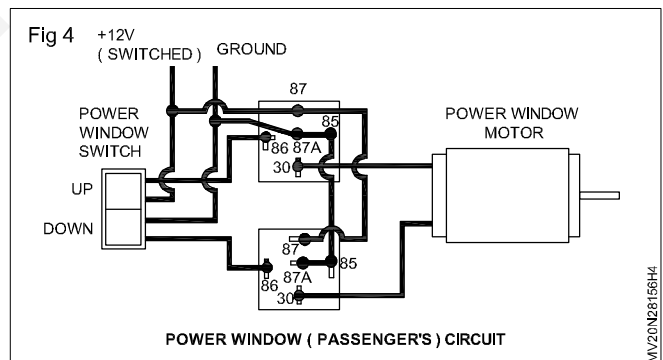 Fig 4
+12V
( SWITCHED )
GROUND
POWER
WINDOW
SWITCH
UP
DOWN
87
85
86 87A
30
87
85
87A
86
30
POWER WINDOW
MOTOR
POWER WINDOW ( PASSENGER'S ) CIRCUIT
MV20N28156H4